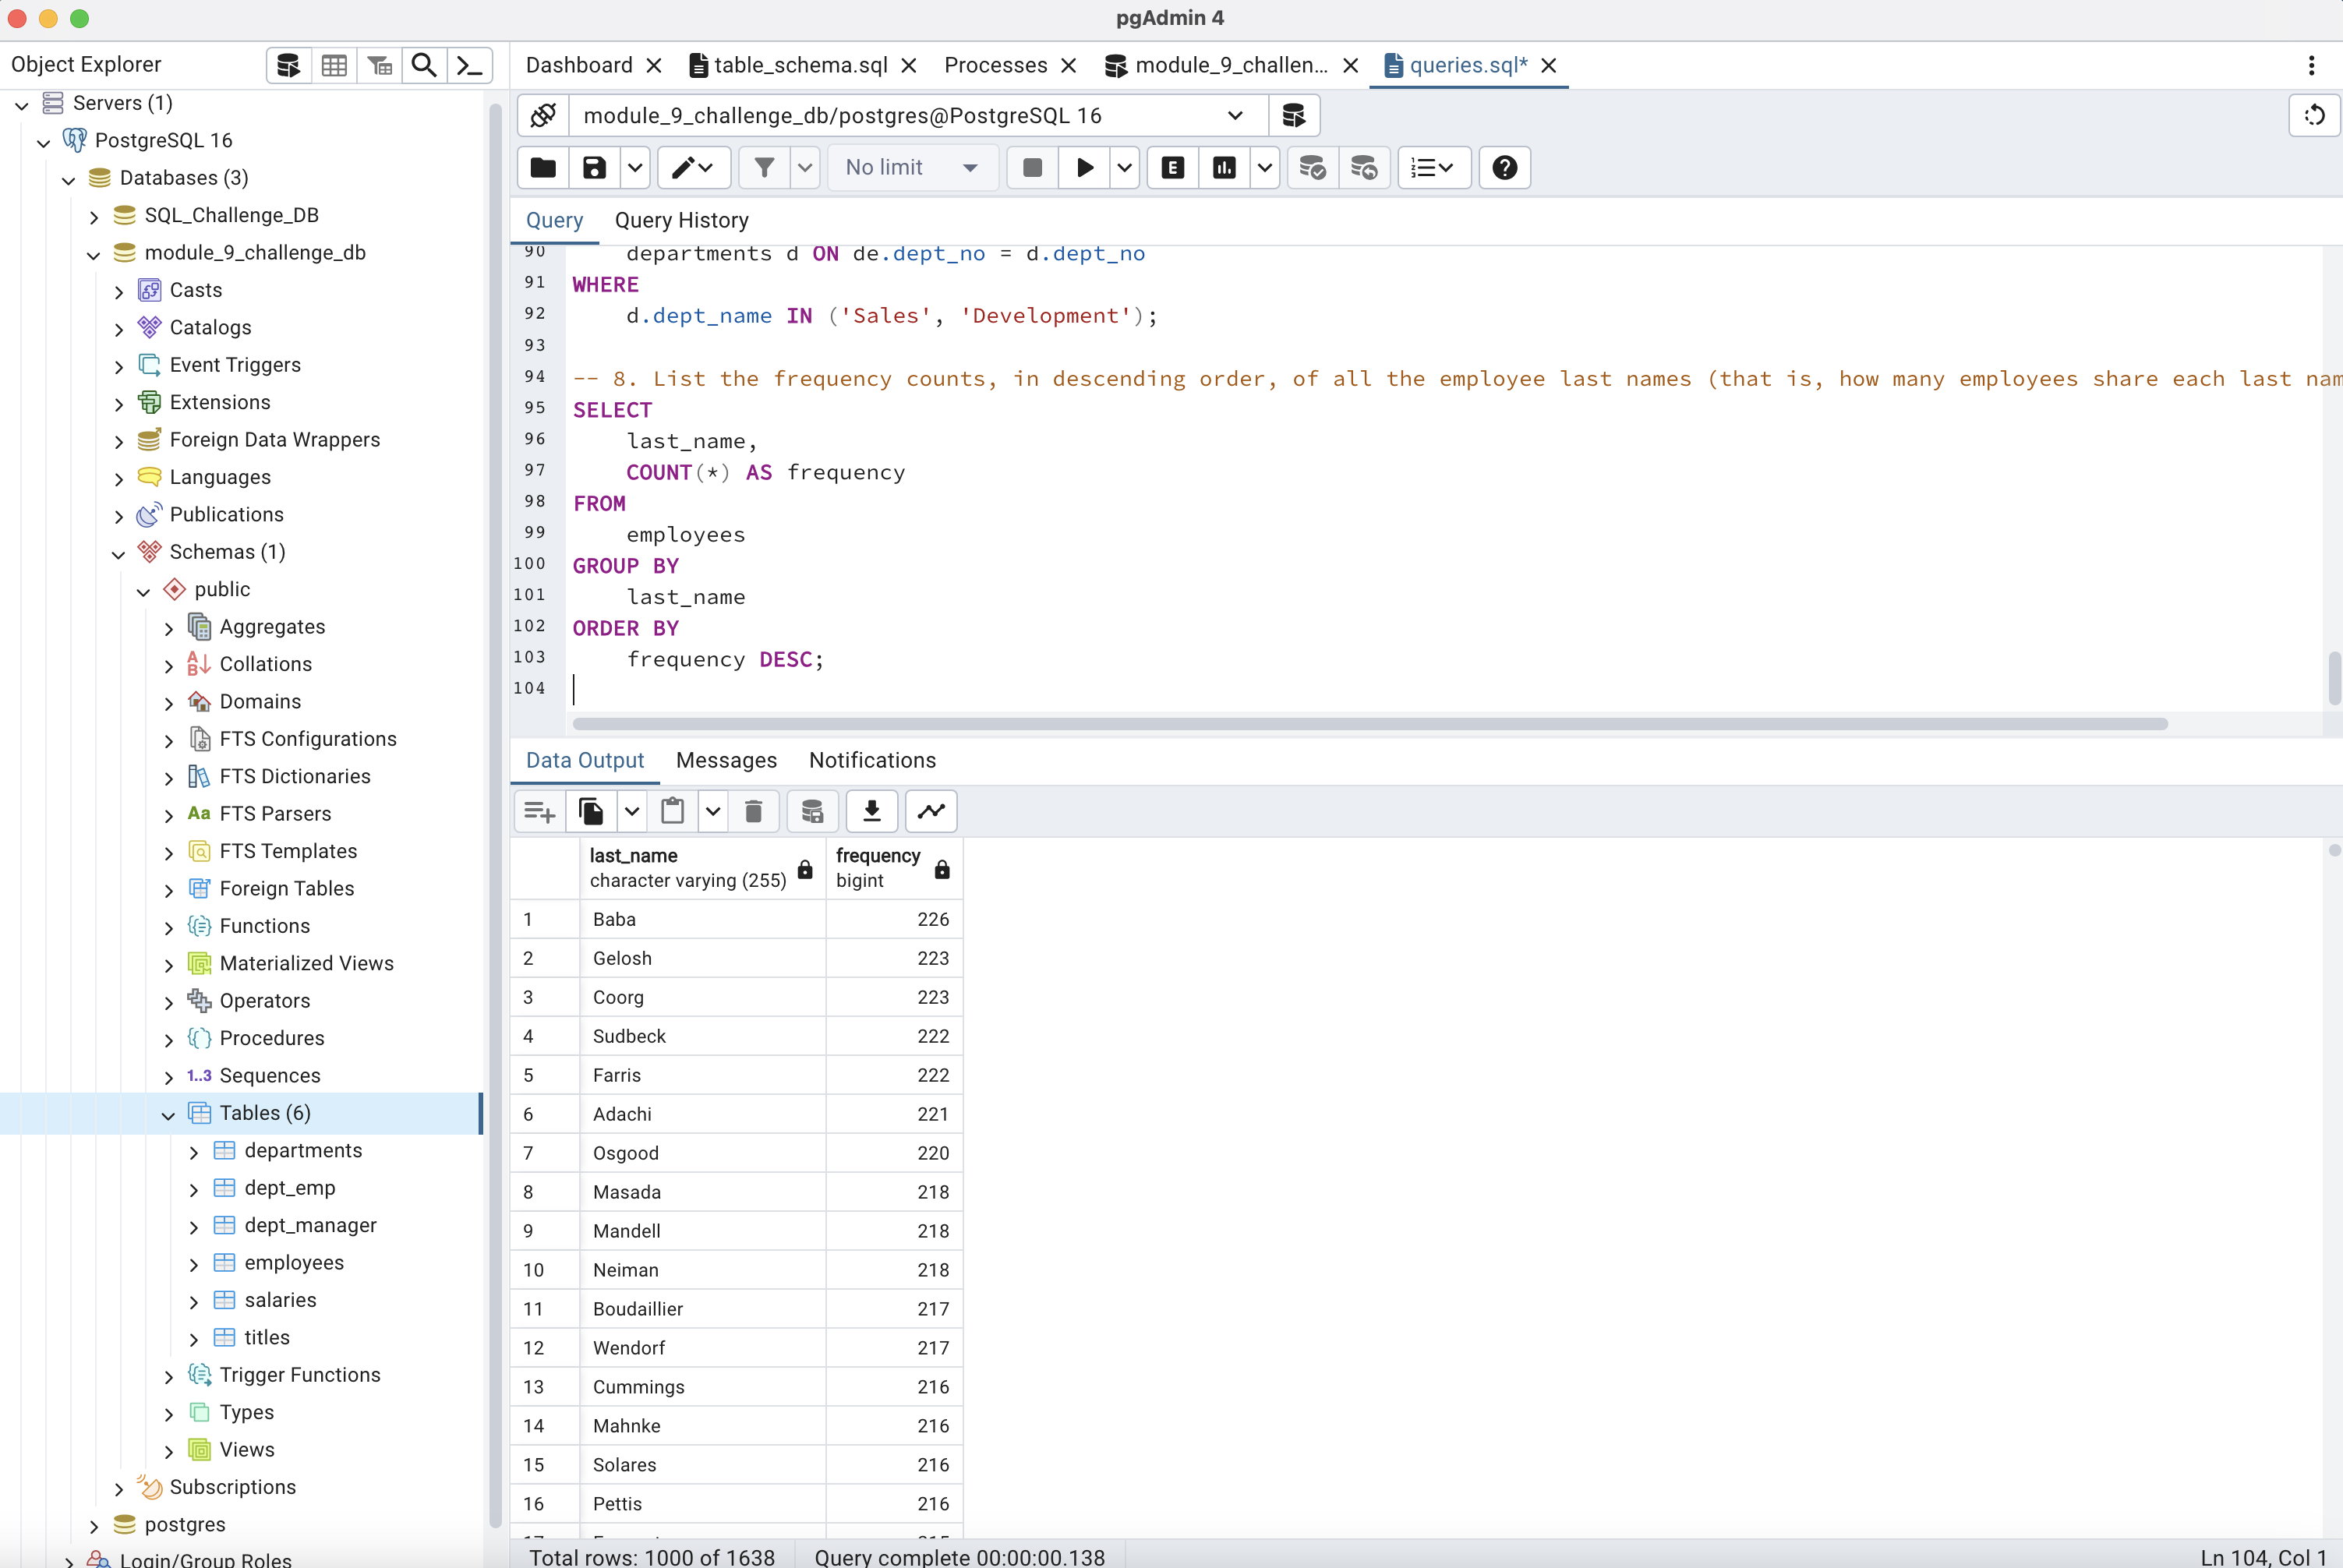 pgAdmin 4
Object Explorer
Dashboard
table_schema.sql
Processes
module_9_challen...
queries.sql*
Servers (1)
PostgreSQL 16
Databases (3)
SQL_Challenge_DB
module_9_challenge_db
Casts
Catalogs
Event Triggers
Extensions
Foreign Data Wrappers
Languages
Publications
Schemas (1)
public
Aggregates
Collations
Domains
FTS Configurations
FTS Dictionaries
Aa FTS Parsers
FTS Templates
Foreign Tables
Functions
Materialized Views
Operators
Procedures
1..3 Sequences
Tables (6)
departments
dept_emp
dept_manager
employees
salaries
titles
Trigger Functions
Types
Views
Subscriptions
postgres
Login/Group Roles
module_9_challenge_db/postgres@PostgreSQL 16
No limit
E
Query
Query History
90 departments d ON de.dept_no = d.dept_no
91 WHERE
92 d.dept_name IN ('Sales', 'Development');
93
94 -- 8. List the frequency counts, in descending order, of all the employee last names (that is, how many employees share each last nam
95 SELECT
96 last_name,
97 COUNT(*) AS frequency
98 FROM
99 employees
100 GROUP BY
101 last_name
102 ORDER BY
103 frequency DESC;
104
Data Output
Messages
Notifications
last_name character varying (255)
frequency bigint
1 Baba 226
2 Gelosh 223
3 Coorg 223
4 Sudbeck 222
5 Farris 222
6 Adachi 221
7 Osgood 220
8 Masada 218
9 Mandell 218
10 Neiman 218
11 Boudaillier 217
12 Wendorf 217
13 Cummings 216
14 Mahnke 216
15 Solares 216
16 Pettis 216
Total rows: 1000 of 1638
Query complete 00:00:00.138
Ln 104, Col 1